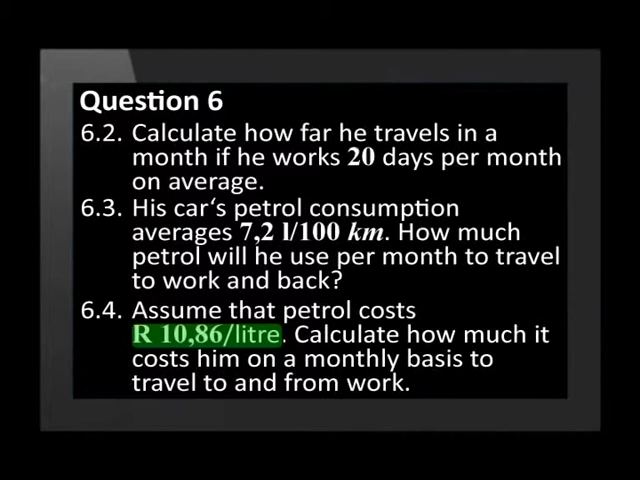 Question 6
6.2. Calculate how far he travels in a
month if he works 20 days per month
on average.
6.3. His car‘s petrol consumption
averages 7,2 l/100 km. How much
petrol will he use per month to travel
to work and back?
6.4. Assume that petrol costs
R 10,86/litre. Calculate how much it
costs him on a monthly basis to
travel to and from work.